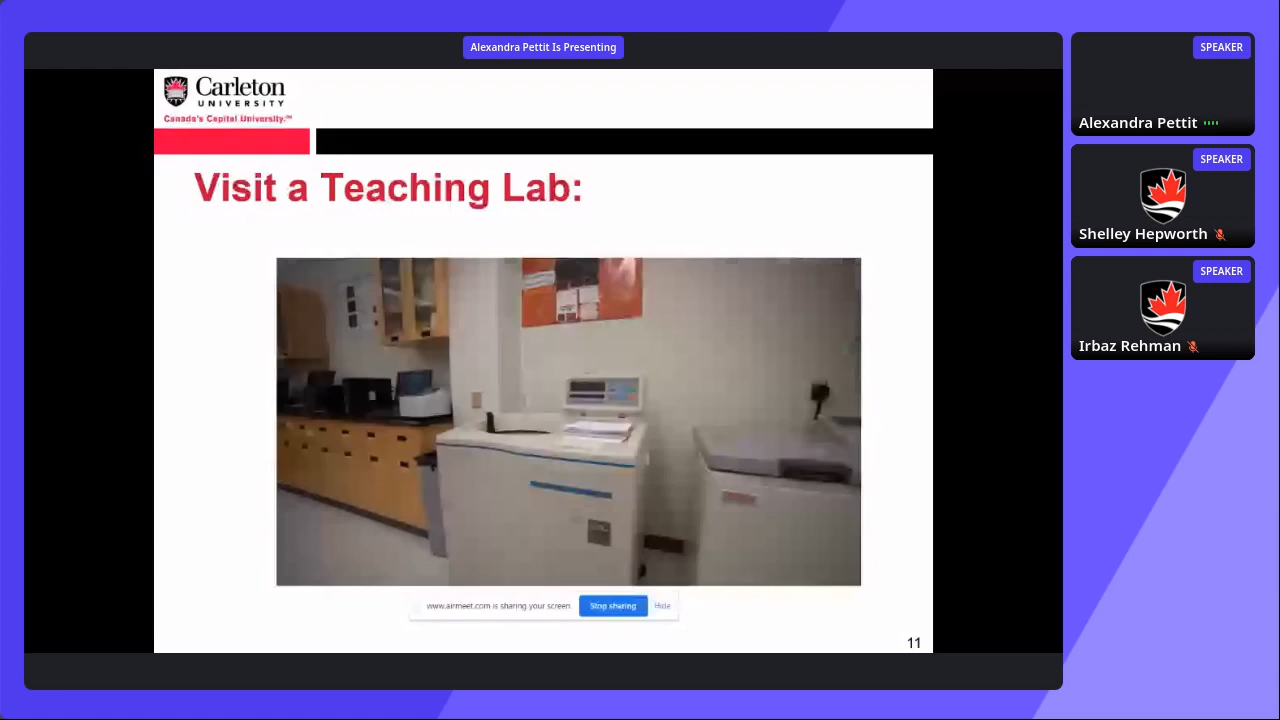 Alexandra Pettit Is Presenting
Carleton
UNIVERSITY
Canada's Capital University.™
Visit a Teaching Lab:
www.airmeet.com is sharing your screen.
Stop sharing
Hide
11
SPEAKER
Alexandra Pettit
SPEAKER
Shelley Hepworth
SPEAKER
Irbaz Rehman